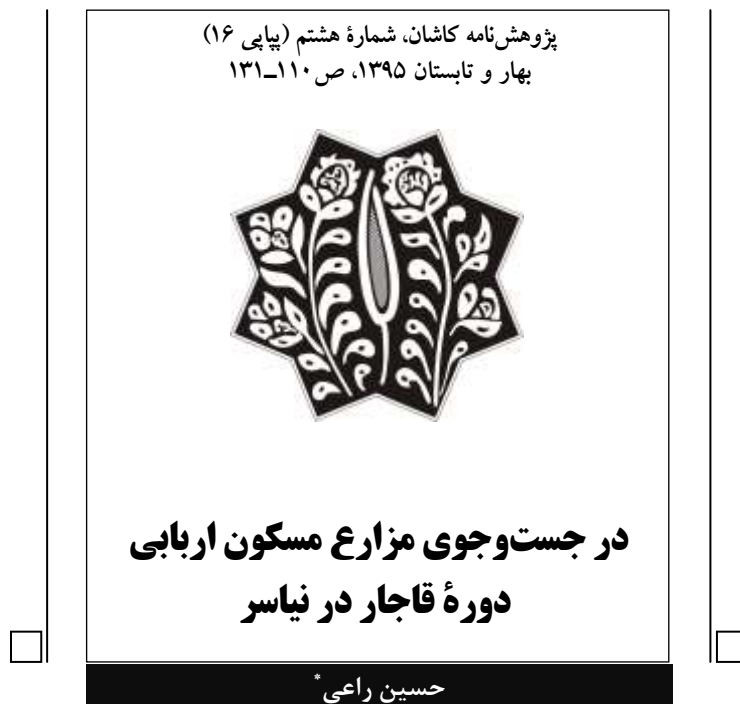 پژوهش‌نامه کاشان، شمارهٔ هشتم (پیاپی ۱۶)
بهار و تابستان ۱۳۹۵، ص۱۱۰ـ۱۳۱
در جست‌وجوی مزارع مسکون اربابی
دورهٔ قاجار در نیاسر
حسین راعی*